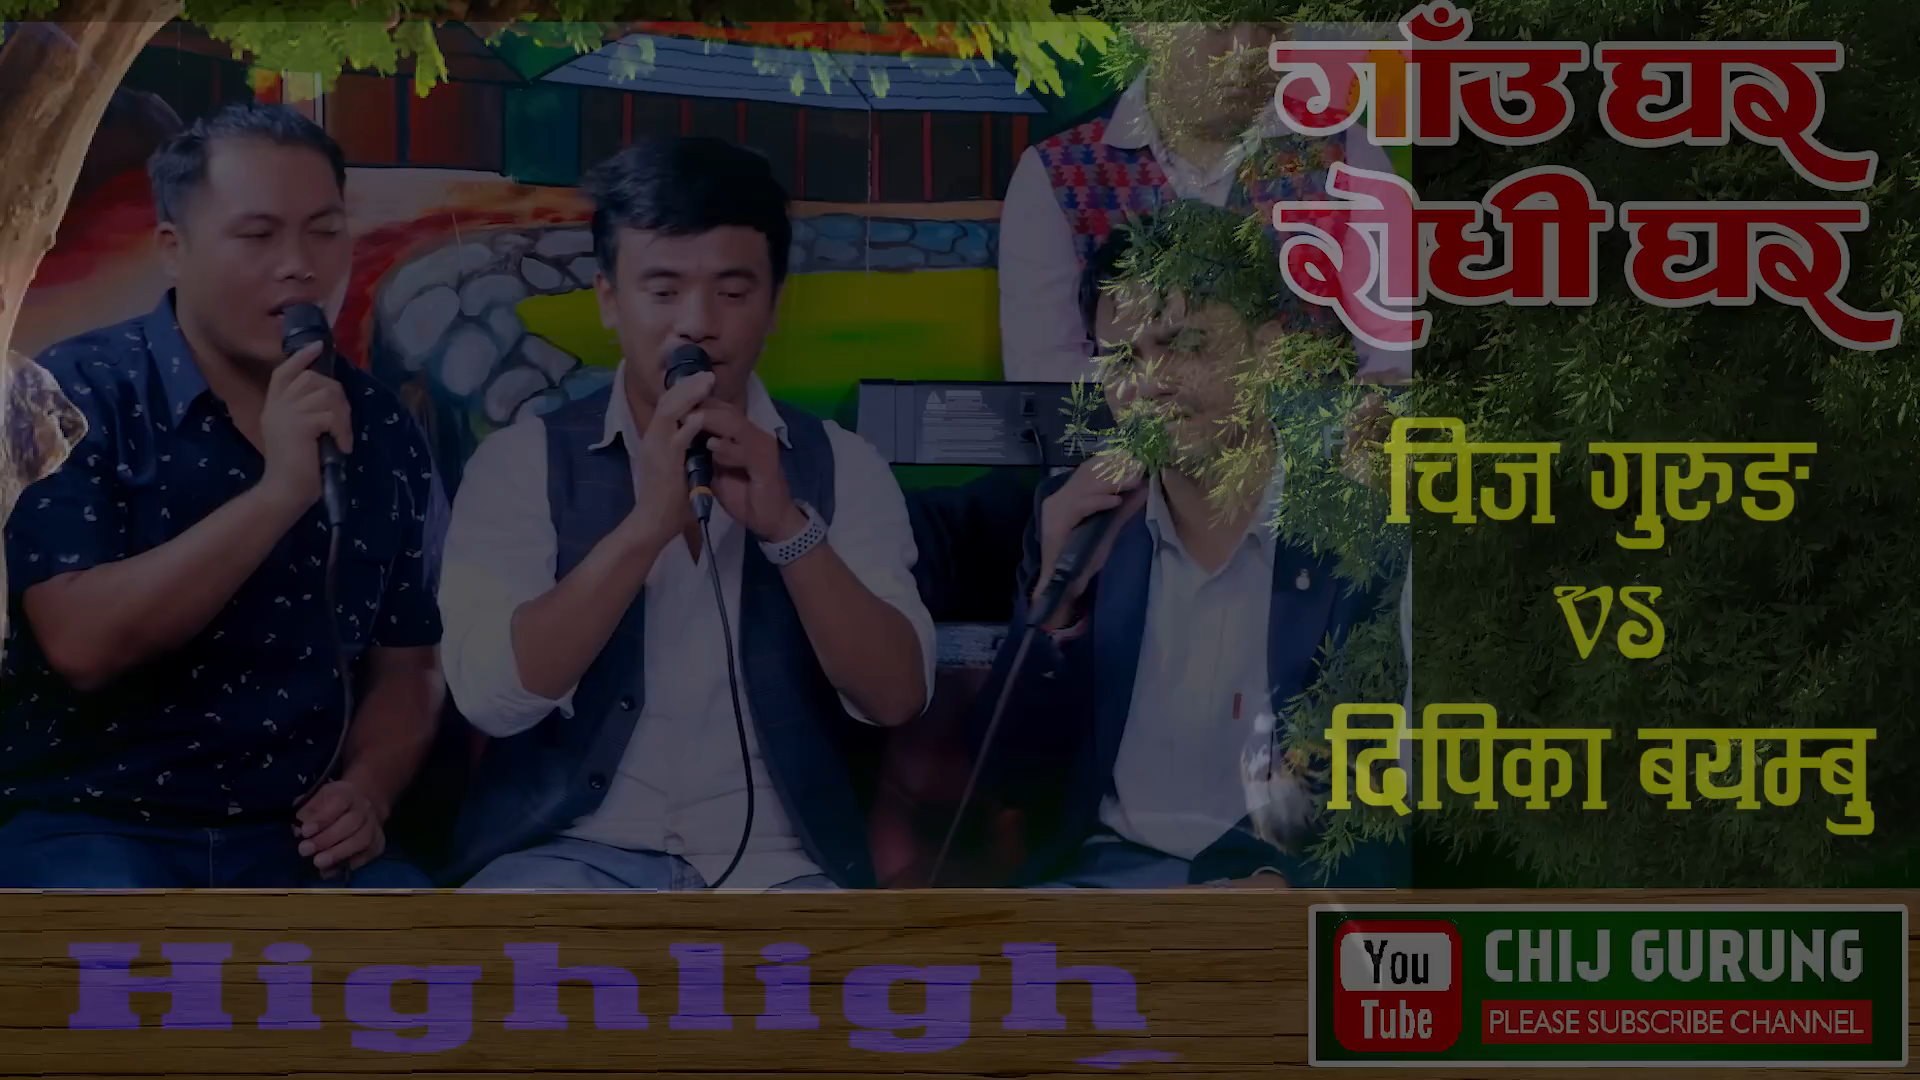 गाँउ घर
रोधी घर
चिज गुरुङ
VS
दिपिका बयम्बु
Highligh
You
Tube
CHIJ GURUNG
PLEASE SUBSCRIBE CHANNEL